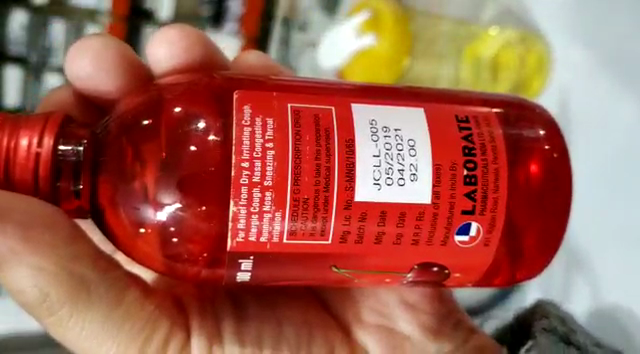 For Relief from Dry & Irritating Cough,
Allergic Cough, Nasal Congestion,
Running Nose, Sneezing & Throat
Irritation.
SCHEDULE G PRESCRIPTION DRUG
- CAUTION
It is dangerous to take this preparation
except under Medical supervision.
Mfg. Lic. No.
Batch No. JCLL-005
Mfg. Date 05/2019
Exp. Date 04/2021
M.R.P. Rs. 92.00
(Inclusive of all Taxes)
Manufactured in India By:
LABORATE
PHARMACEUTICALS INDIA LTD.
100 ml.